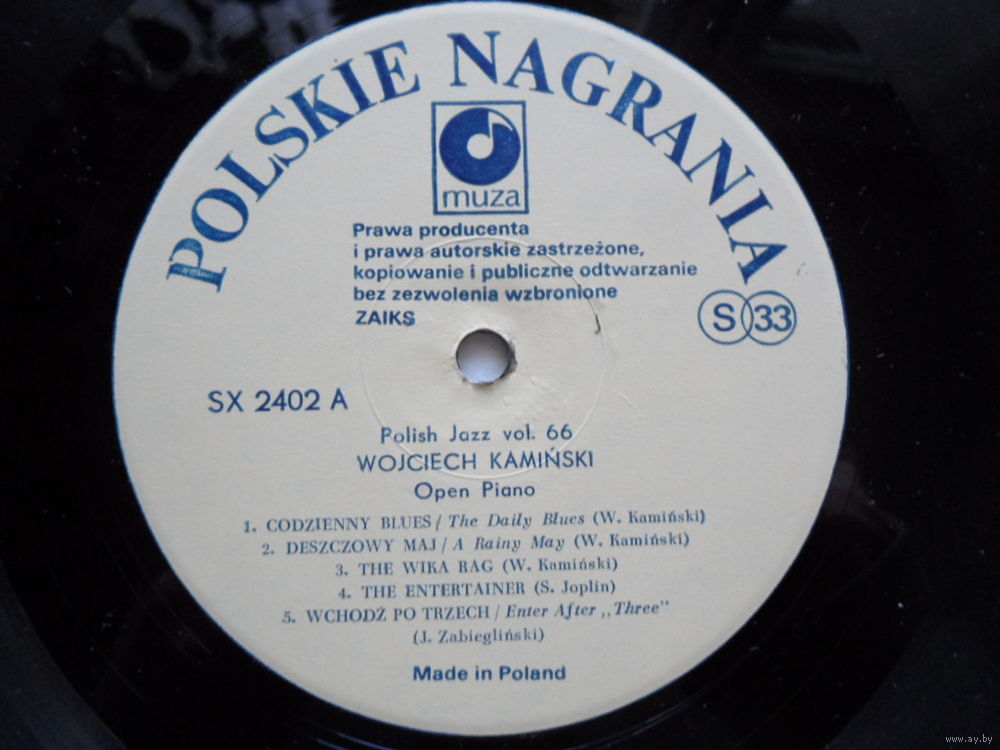 POLSKIE NAGRANIA
muza
Prawa producenta
i prawa autorskie zastrzeżone,
kopiowanie i publiczne odtwarzanie
bez zezwolenia wzbronione
ZAIKS
S 33
SX 2402 A
Polish Jazz vol. 66
WOJCIECH KAMIŃSKI
Open Piano
1. CODZIENNY BLUES / The Daily Blues (W. Kamiński)
2. DESZCZOWY MAJ / A Rainy May (W. Kamiński)
3. THE WIKA RAG (W. Kamiński)
4. THE ENTERTAINER (S. Joplin)
5. WCHODŹ PO TRZECH / Enter After „Three”
(J. Zabiegliński)
Made in Poland
www.ay.by